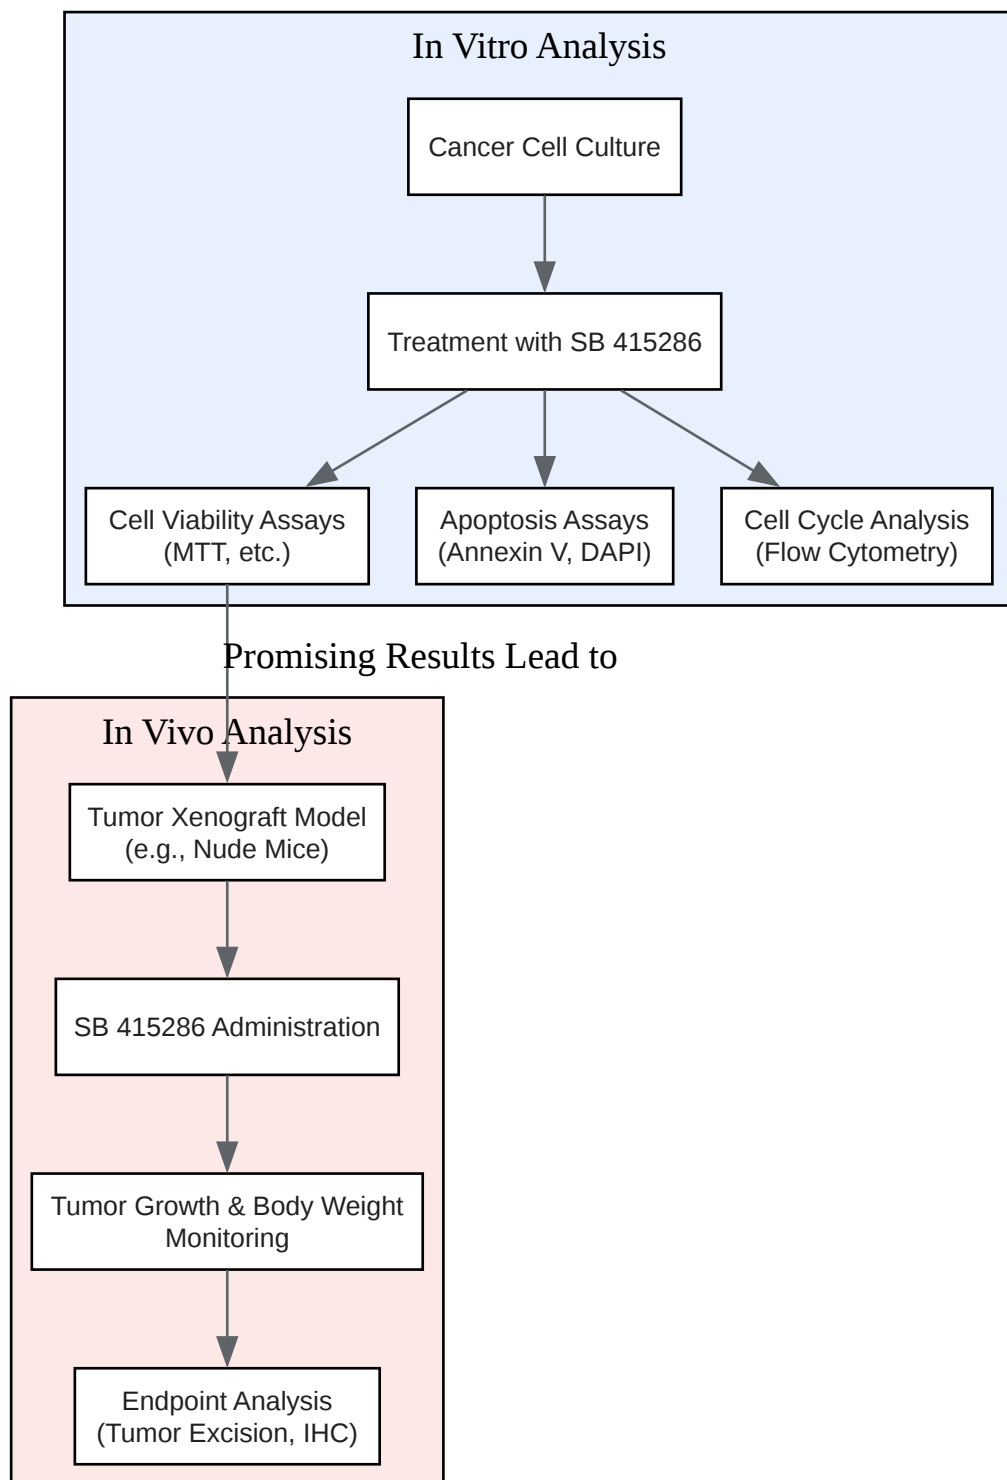 In Vitro Analysis
Cancer Cell Culture
Treatment with SB 415286
Cell Viability Assays
(MTT, etc.)
Apoptosis Assays
(Annexin V, DAPI)
Cell Cycle Analysis
(Flow Cytometry)
Promising Results Lead to
In Vivo Analysis
Tumor Xenograft Model
(e.g., Nude Mice)
SB 415286 Administration
Tumor Growth & Body Weight
Monitoring
Endpoint Analysis
(Tumor Excision, IHC)